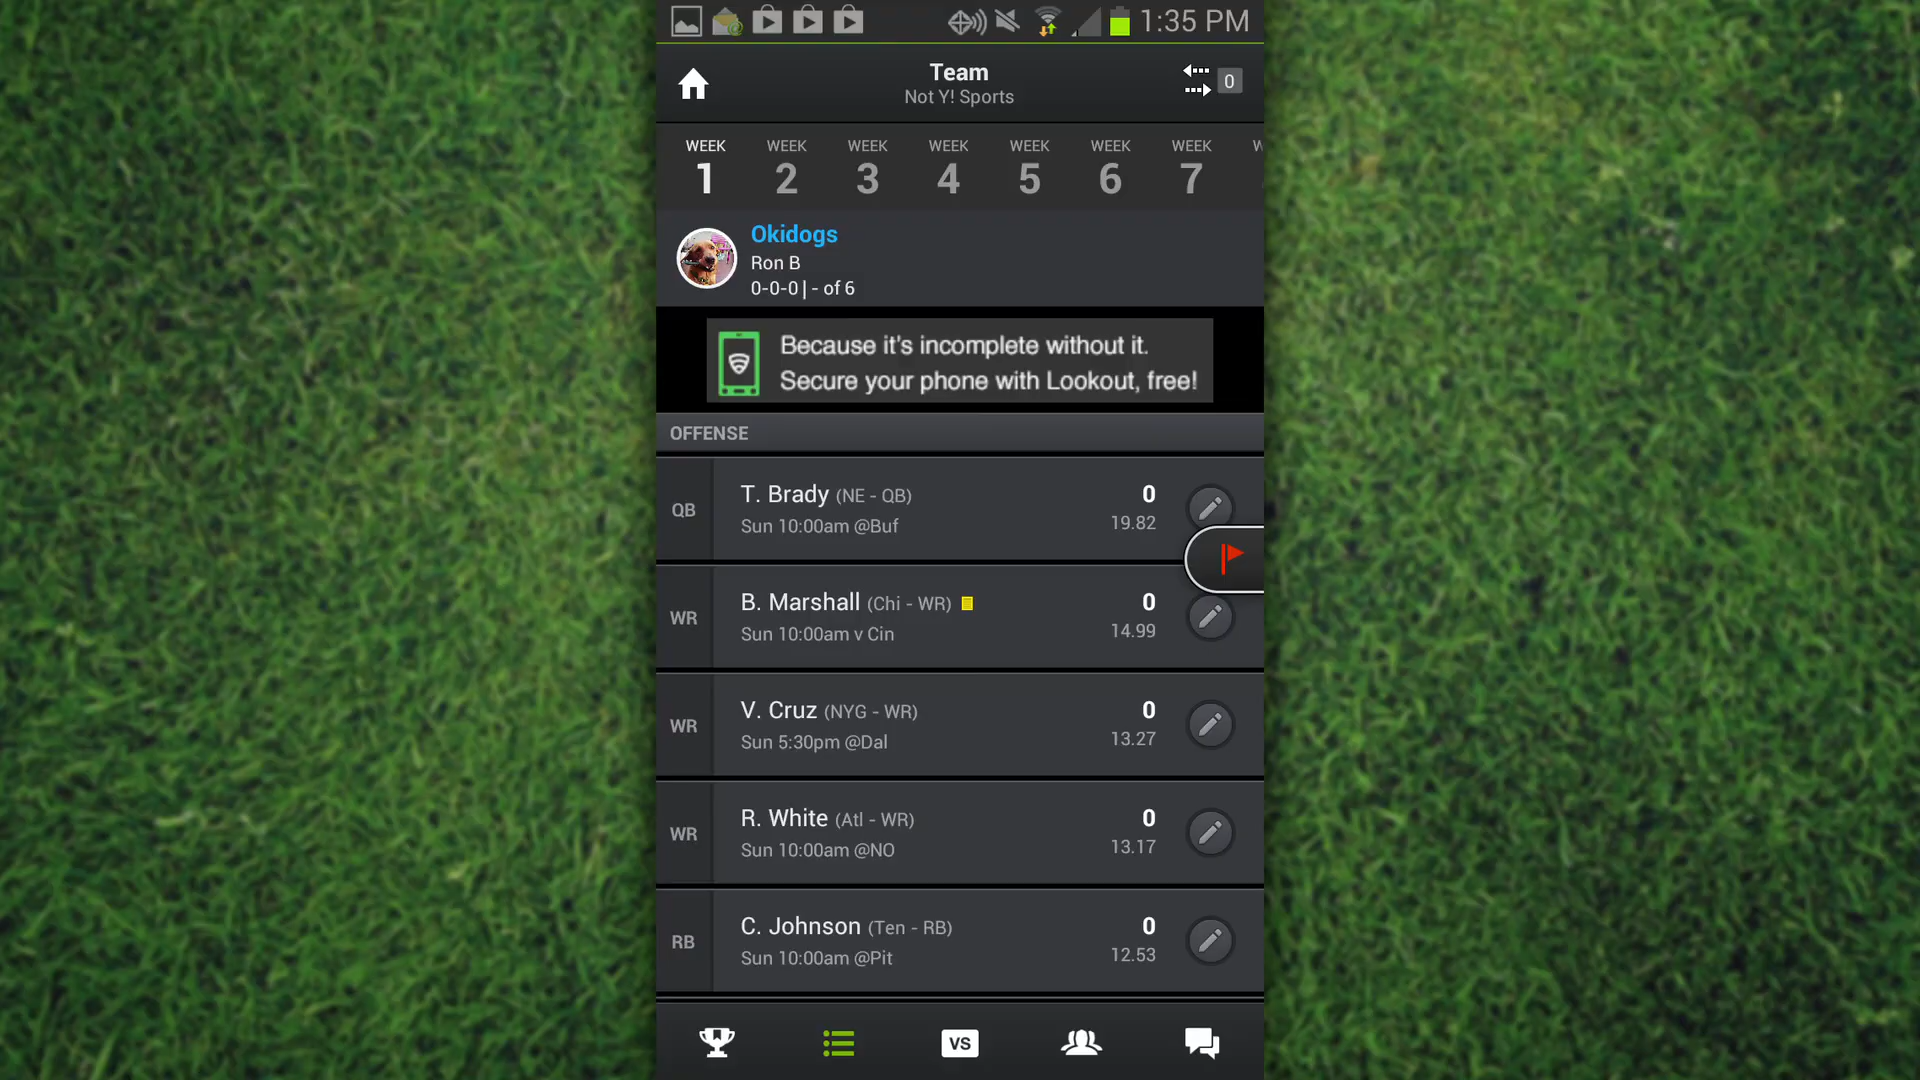 1:35 PM
Team
Not Y! Sports
0
WEEK WEEK WEEK WEEK WEEK WEEK WEEK W
1 2 3 4 5 6 7
Okidogs
Ron B
0-0-0 | - of 6
Because it's incomplete without it.
Secure your phone with Lookout, free!
OFFENSE
QB
T. Brady (NE - QB)
0
Sun 10:00am @Buf
19.82
WR
B. Marshall (Chi - WR)
0
Sun 10:00am v Cin
14.99
WR
V. Cruz (NYG - WR)
0
Sun 5:30pm @Dal
13.27
WR
R. White (Atl - WR)
0
Sun 10:00am @NO
13.17
RB
C. Johnson (Ten - RB)
0
Sun 10:00am @Pit
12.53
VS